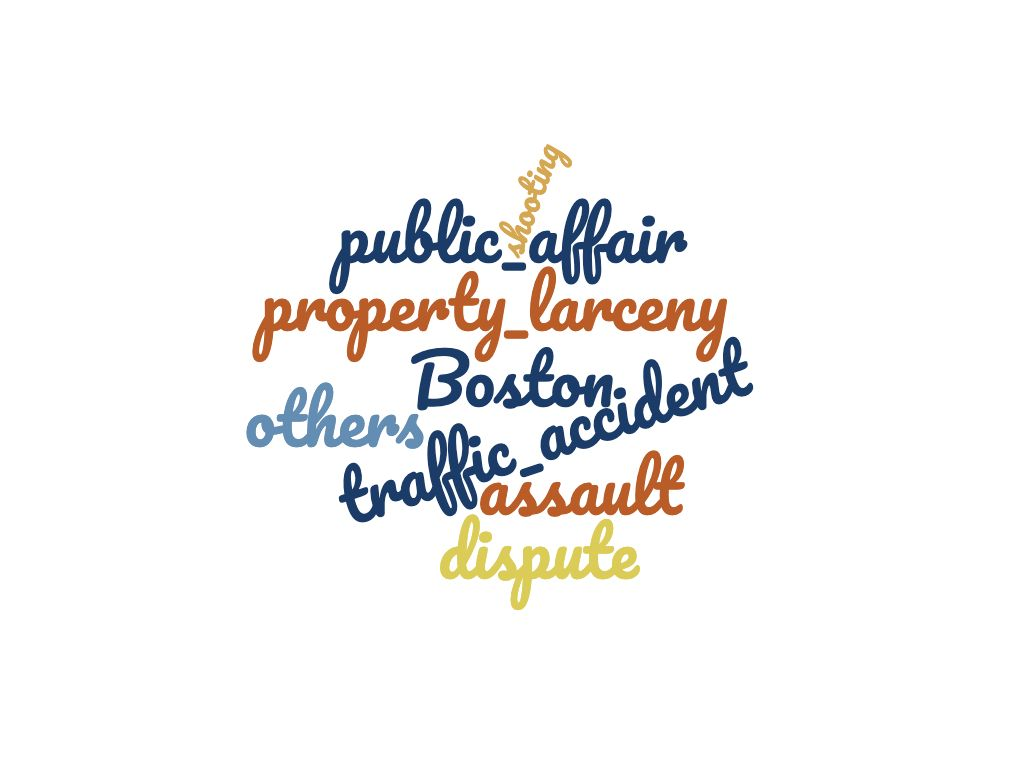 shooting
public_affair
property_larceny
Boston
others
traffic_accident
assault
dispute